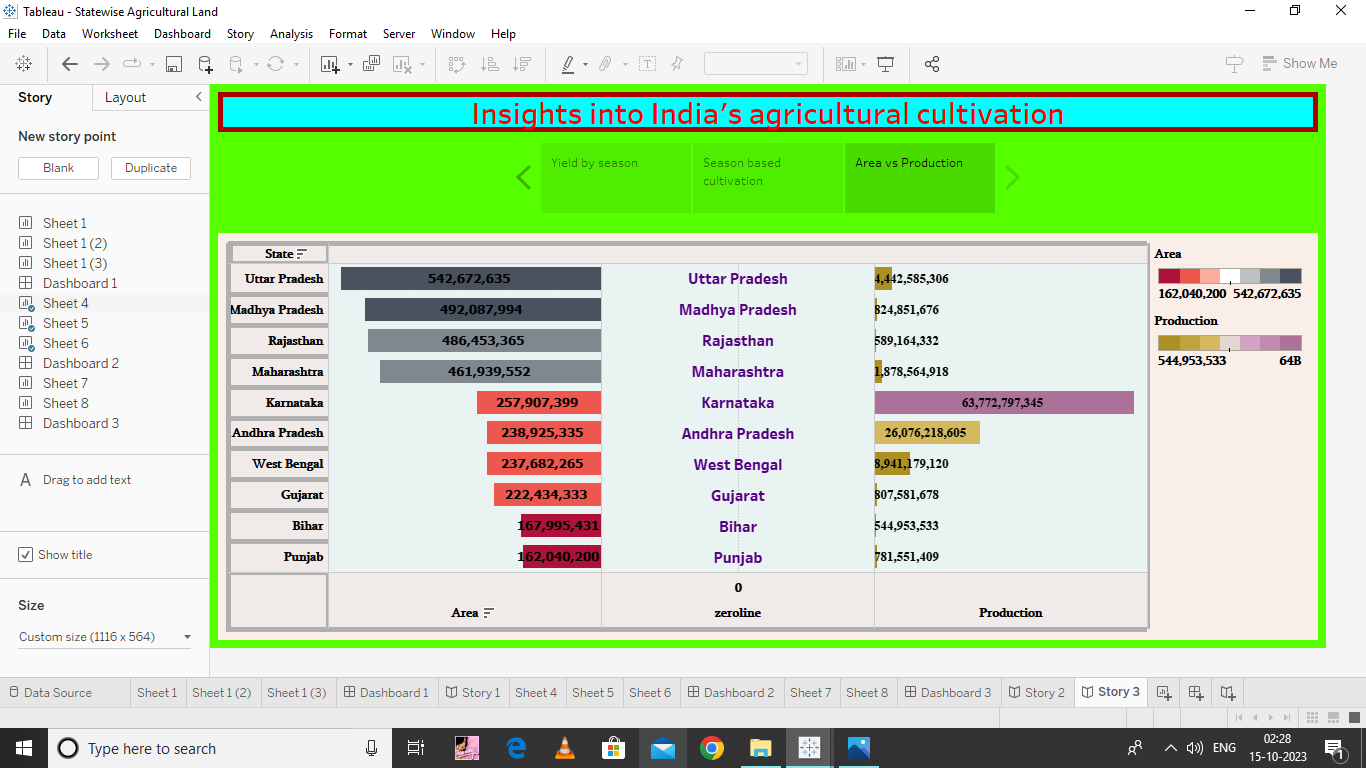 Tableau - Statewise Agricultural Land
File Data Worksheet Dashboard Story Analysis Format Server Window Help
Show Me
Story Layout
New story point
Blank Duplicate
Sheet 1
Sheet 1 (2)
Sheet 1 (3)
Dashboard 1
Sheet 4
Sheet 5
Sheet 6
Dashboard 2
Sheet 7
Sheet 8
Dashboard 3
A Drag to add text
Show title
Size
Custom size (1116 x 564)
Insights into India's agricultural cultivation
Yield by season
Season based
cultivation
Area vs Production
State
Uttar Pradesh 542,672,635 Uttar Pradesh 4,442,585,306
Madhya Pradesh 492,087,994 Madhya Pradesh 824,851,676
Rajasthan 486,453,365 Rajasthan 589,164,332
Maharashtra 461,939,552 Maharashtra 1,878,564,918
Karnataka 257,907,399 Karnataka 63,772,797,345
Andhra Pradesh 238,925,335 Andhra Pradesh 26,076,218,605
West Bengal 237,682,265 West Bengal 8,941,179,120
Gujarat 222,434,333 Gujarat 807,581,678
Bihar 167,995,431 Bihar 544,953,533
Punjab 162,040,200 Punjab 781,551,409
0
Area zeroline Production
Area
162,040,200 542,672,635
Production
544,953,533 64B
Data Source Sheet 1 Sheet 1 (2) Sheet 1 (3) Dashboard 1 Story 1 Sheet 4 Sheet 5 Sheet 6 Dashboard 2 Sheet 7 Sheet 8 Dashboard 3 Story 2 Story 3
Type here to search
ENG
02:28
15-10-2023
1